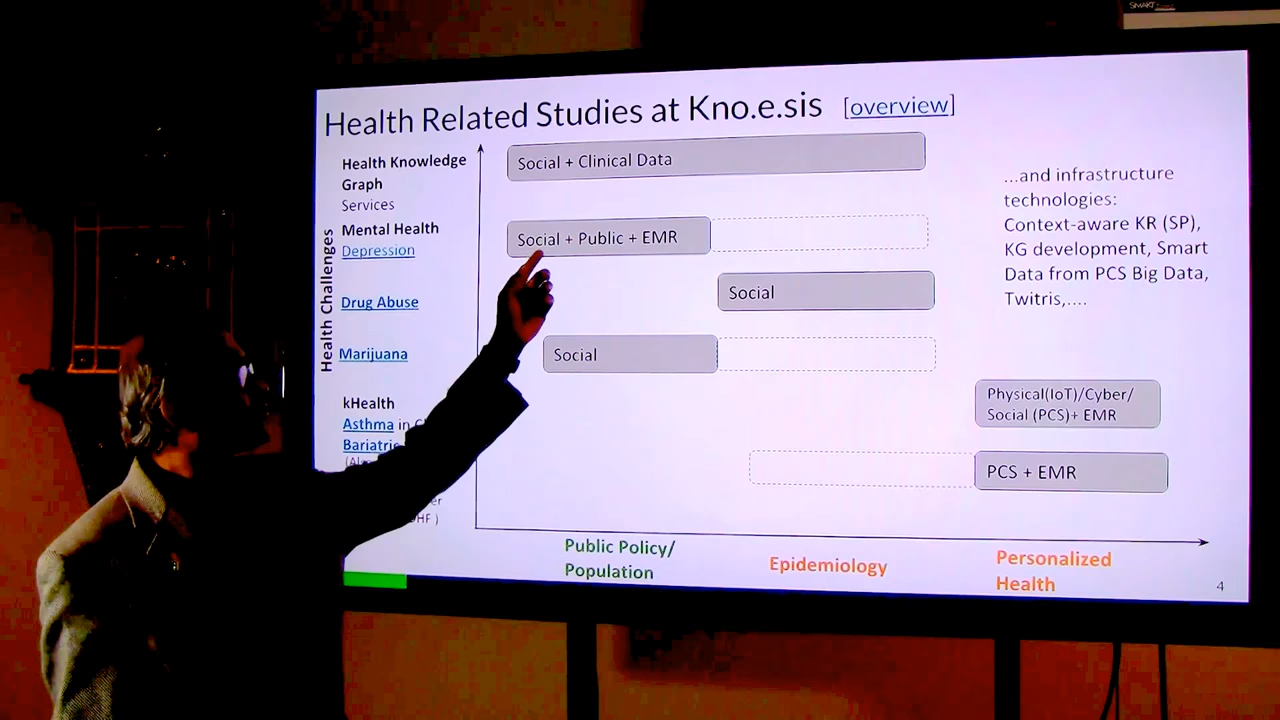 SMART
Health Related Studies at Kno.e.sis [overview]
Health Challenges
Health Knowledge
Graph
Services
Mental Health
Depression
Drug Abuse
Marijuana
kHealth
Asthma in
Bariatric
Social + Clinical Data
Social + Public + EMR
Social
Social
Physical(IoT)/Cyber/
Social (PCS)+ EMR
PCS + EMR
...and infrastructure
technologies:
Context-aware KR (SP),
KG development, Smart
Data from PCS Big Data,
Twitris,....
Public Policy/
Population
Epidemiology
Personalized
Health
4